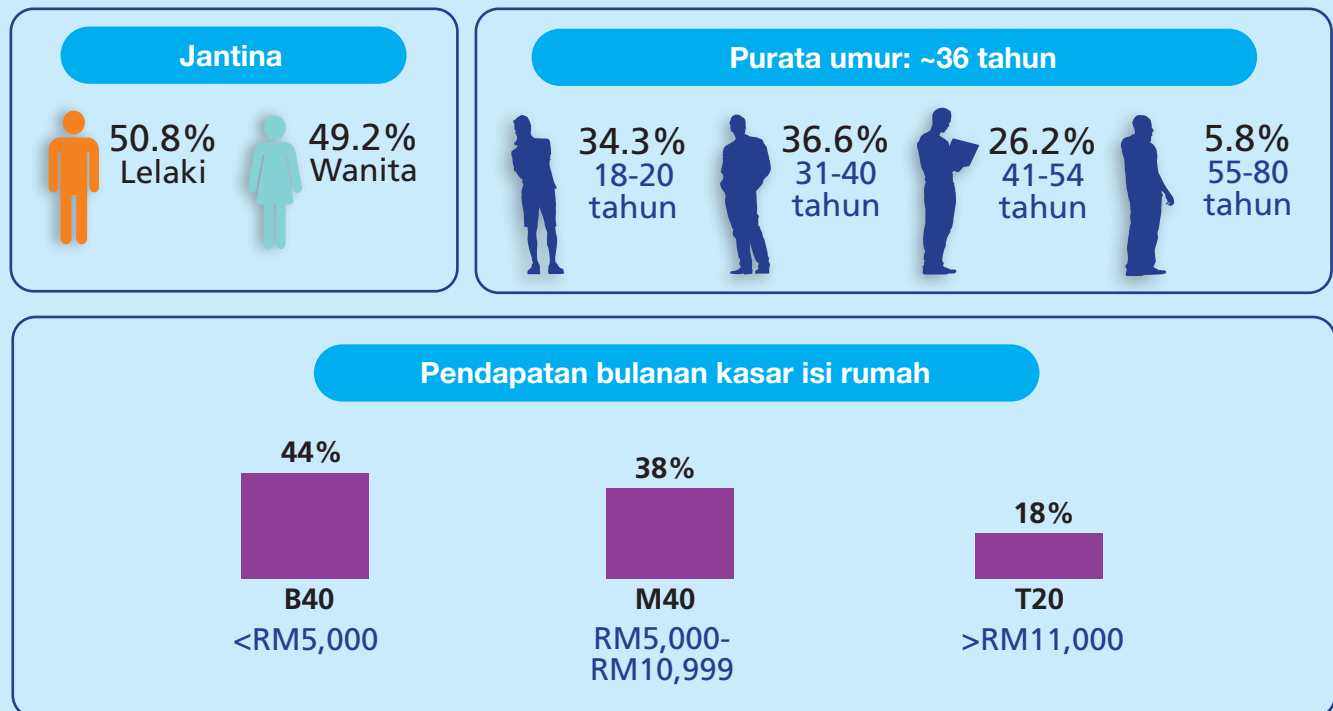 Jantina
50.8%
Lelaki
49.2%
Wanita
Purata umur: ~36 tahun
34.3%
18-20
tahun
36.6%
31-40
tahun
26.2%
41-54
tahun
5.8%
55-80
tahun
Pendapatan bulanan kasar isi rumah
44%
B40
<RM5,000
38%
M40
RM5,000-
RM10,999
18%
T20
>RM11,000